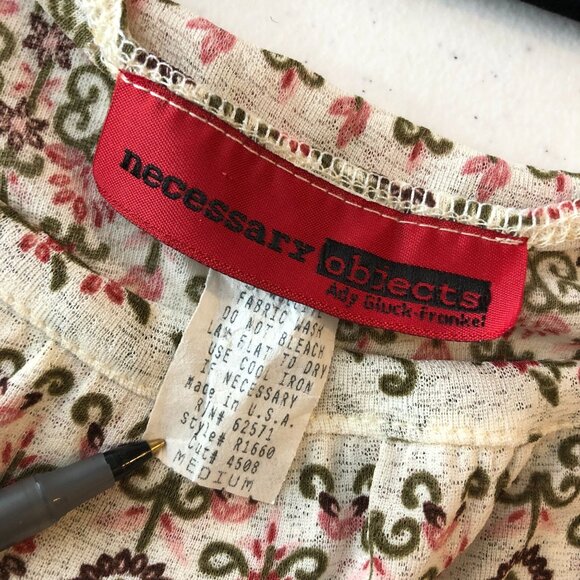 necessary objects
Ady Gluck-Frankel
FABRIC WASH
DO NOT BLEACH
LAY FLAT TO DRY
USE COOL IRON
IF NECESSARY
Made in U.S.A.
R/N# 62571
Style# R1660
Cut# 4508
MEDIUM